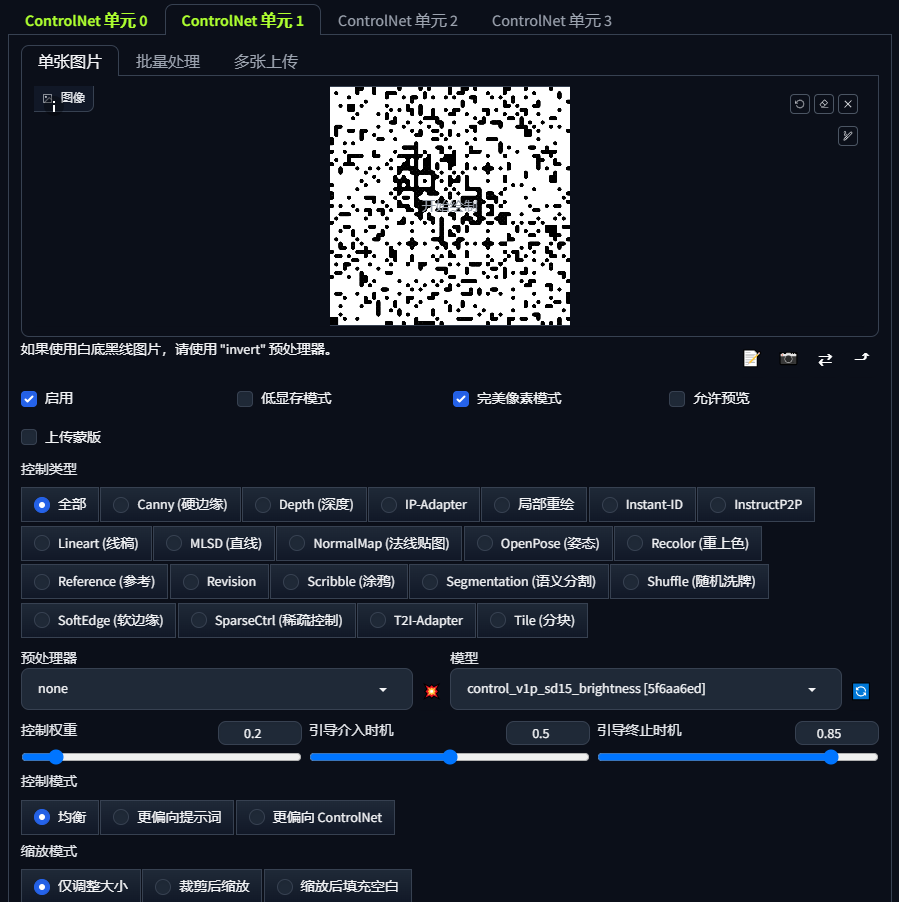 ControlNet 单元 0 ControlNet 单元 1 ControlNet 单元 2 ControlNet 单元 3
单张图片 批量处理 多张上传
图像
开始绘制
如果使用白底黑线图片，请使用 "invert" 预处理器。
启用 低显存模式 完美像素模式 允许预览
上传蒙版
控制类型
全部 Canny (硬边缘) Depth (深度) IP-Adapter 局部重绘 Instant-ID InstructP2P
Lineart (线稿) MLSD (直线) NormalMap (法线贴图) OpenPose (姿态) Recolor (重上色)
Reference (参考) Revision Scribble (涂鸦) Segmentation (语义分割) Shuffle (随机洗牌)
SoftEdge (软边缘) SparseCtrl (稀疏控制) T2I-Adapter Tile (分块)
预处理器 模型
none control_v1p_sd15_brightness [5f6aa6ed]
控制权重 0.2 引导介入时机 0.5 引导终止时机 0.85
控制模式
均衡 更偏向提示词 更偏向 ControlNet
缩放模式
仅调整大小 裁剪后缩放 缩放后填充空白